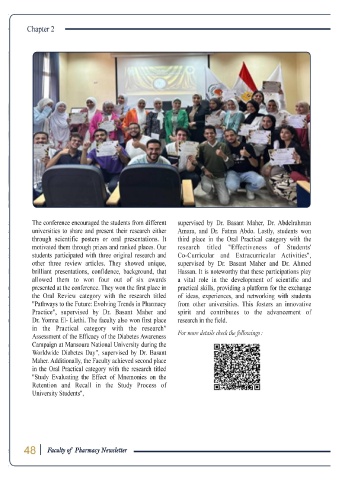 Chapter 2
The conference encouraged the students from different
universities to share and present their research either
through scientific posters or oral presentations. It
motivated them through prizes and ranked places. Our
students participated with three original research and
other three review articles. They showed unique,
brilliant presentations, confidence, background, that
allowed them to won four out of six awards
presented at the conference. They won the first place in
the Oral Review category with the research titled
"Pathways to the Future: Evolving Trends in Pharmacy
Practice", supervised by Dr. Basant Maher and
Dr. Yomna El- Liethi. The faculty also won first place
in the Practical category with the research"
Assessment of the Efficacy of the Diabetes Awareness
Campaign at Mansoura National University during the
Worldwide Diabetes Day", supervised by Dr. Basant
Maher. Additionally, the Faculty achieved second place
in the Oral Practical category with the research titled
"Study Evaluating the Effect of Mnemonics on the
Retention and Recall in the Study Process of
University Students",
supervised by Dr. Basant Maher, Dr. Abdelrahman
Amara, and Dr. Fatma Abdo. Lastly, students won
third place in the Oral Practical category with the
research titled "Effectiveness of Students'
Co-Curricular and Extracurricular Activities",
supervised by Dr. Basant Maher and Dr. Ahmed
Hassan. It is noteworthy that these participations play
a vital role in the development of scientific and
practical skills, providing a platform for the exchange
of ideas, experiences, and networking with students
from other universities. This fosters an innovative
spirit and contributes to the advancement of
research in the field.
For more details check the followings :
48 Faculty of Pharmacy Newsletter